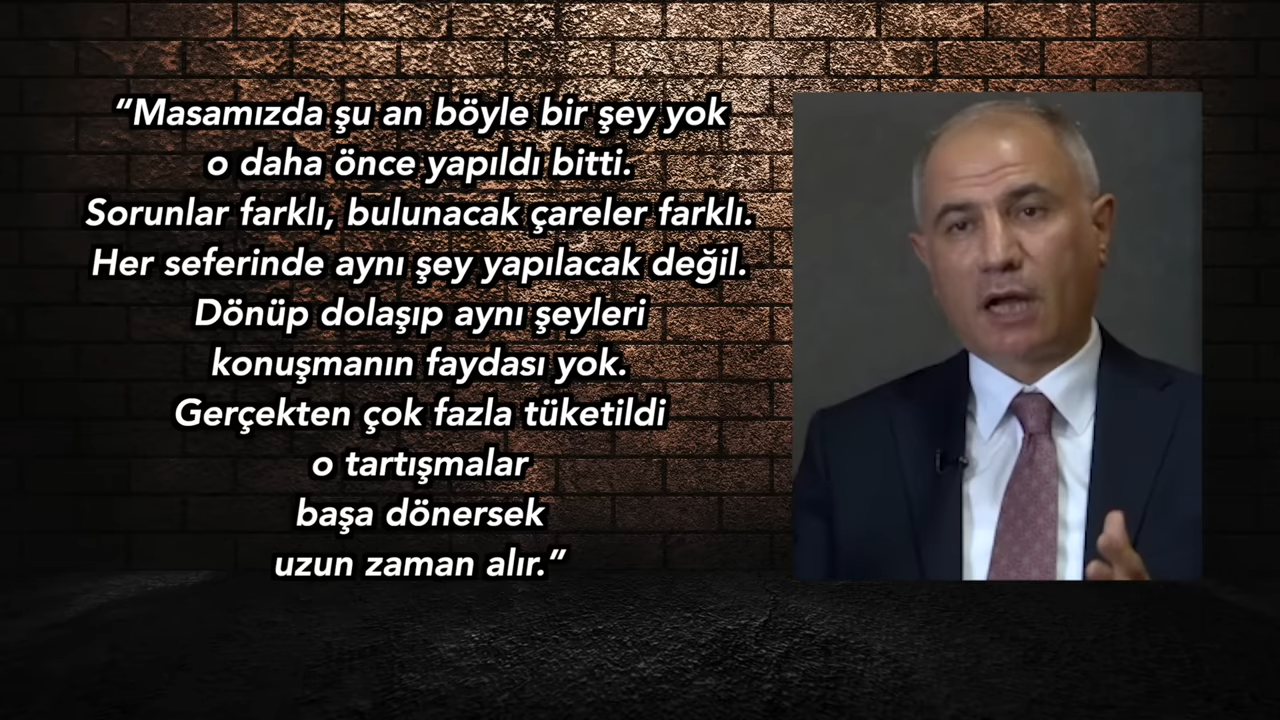 “Masamızda şu an böyle bir şey yok
o daha önce yapıldı bitti.
Sorunlar farklı, bulunacak çareler farklı.
Her seferinde aynı şey yapılacak değil.
Dönüp dolaşıp aynı şeyleri
konuşmanın faydası yok.
Gerçekten çok fazla tüketildi
o tartışmalar
başa dönersek
uzun zaman alır.”